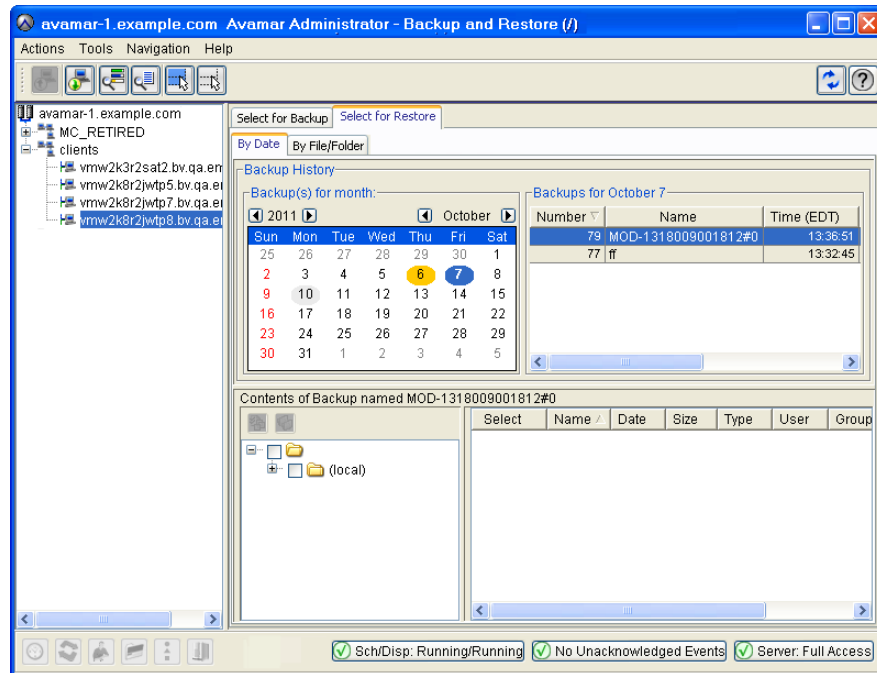 avamar-1.example.com Avamar Administrator - Backup and Restore (/)
Actions Tools Navigation Help
avamar-1.example.com
MC_RETIRED
clients
vmw2k3r2sat2.bv.qa.em
vmw2k8r2jwtp5.bv.qa.e
vmw2k8r2jwtp7.bv.qa.e
vmw2k8r2jwtp8.bv.qa.e
Select for Backup Select for Restore
By Date By File/Folder
Backup History
Backup(s) for month:
2011 October
Sun Mon Tue Wed Thu Fri Sat
25 26 27 28 29 30 1
2 3 4 5 6 7 8
9 10 11 12 13 14 15
16 17 18 19 20 21 22
23 24 25 26 27 28 29
30 31 1 2 3 4 5
Backups for October 7
Number Name Time (EDT)
79 MOD-1318009001812#0 13:36:51
77 ff 13:32:45
Contents of Backup named MOD-1318009001812#0
(local)
Select Name Date Size Type User Group
Sch/Disp: Running/Running No Unacknowledged Events Server: Full Access